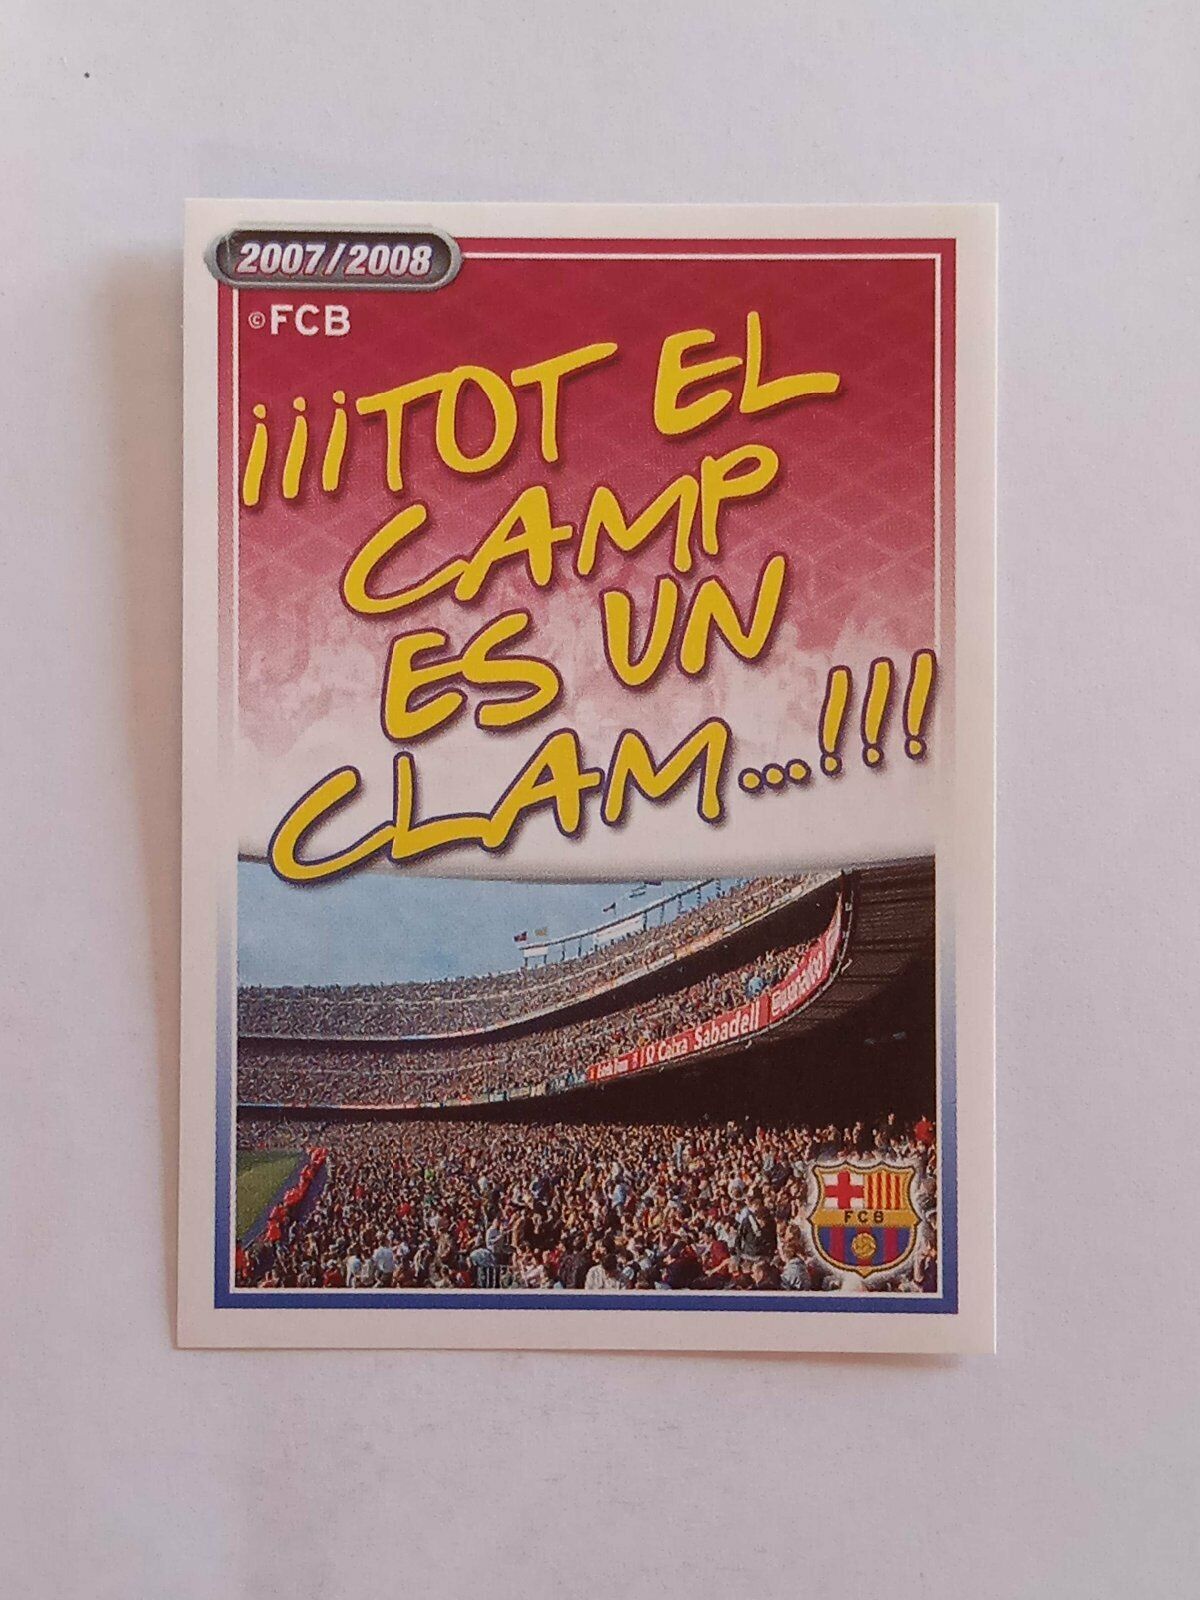 2007/2008
©FCB
¡¡¡TOT EL
CAMP
ES UN
CLAM...!!!
Caixa Sabadell
FCB